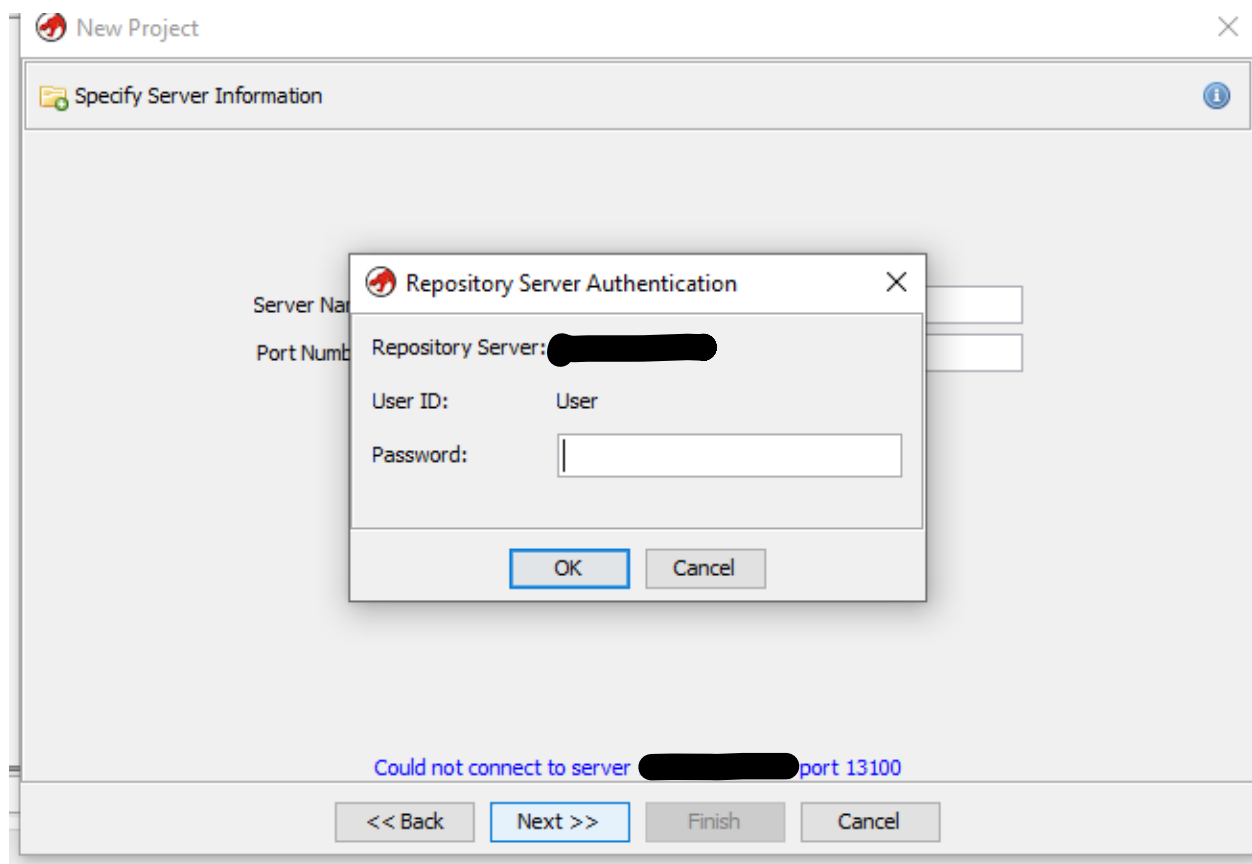 New Project
Specify Server Information
Server Nar
Port Numb
Repository Server Authentication
Repository Server:
User ID: User
Password:
OK Cancel
Could not connect to server port 13100
<< Back Next >> Finish Cancel